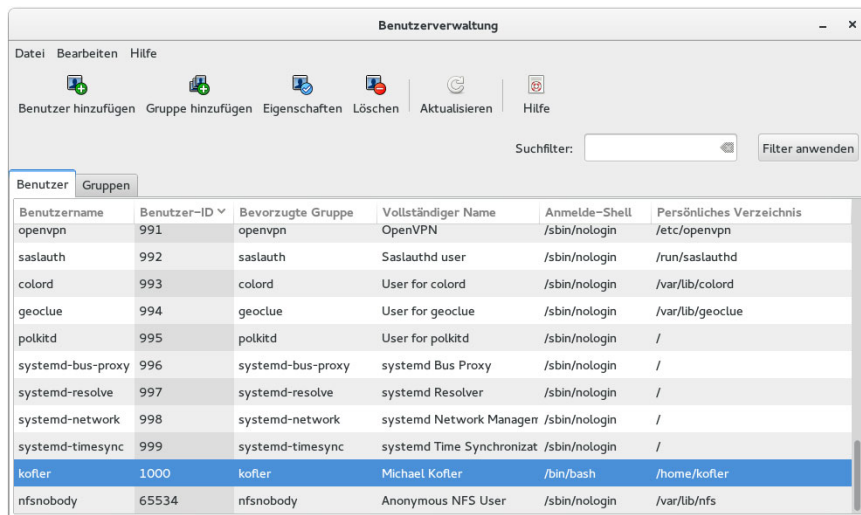 Benutzerverwaltung
Datei Bearbeiten Hilfe
Benutzer hinzufügen Gruppe hinzufügen Eigenschaften Löschen Aktualisieren Hilfe
Suchfilter: Filter anwenden
Benutzer Gruppen
Benutzername Benutzer-ID Bevorzugte Gruppe Vollständiger Name Anmelde-Shell Persönliches Verzeichnis
openvpn 991 openvpn OpenVPN /sbin/nologin /etc/openvpn
saslauth 992 saslauth Saslauthd user /sbin/nologin /run/saslauthd
colord 993 colord User for colord /sbin/nologin /var/lib/colord
geoclue 994 geoclue User for geoclue /sbin/nologin /var/lib/geoclue
polkitd 995 polkitd User for polkitd /sbin/nologin /
systemd-bus-proxy 996 systemd-bus-proxy systemd Bus Proxy /sbin/nologin /
systemd-resolve 997 systemd-resolve systemd Resolver /sbin/nologin /
systemd-network 998 systemd-network systemd Network Managem /sbin/nologin /
systemd-timesync 999 systemd-timesync systemd Time Synchronizat /sbin/nologin /
kofler 1000 kofler Michael Kofler /bin/bash /home/kofler
nfsnobody 65534 nfsnobody Anonymous NFS User /sbin/nologin /var/lib/nfs